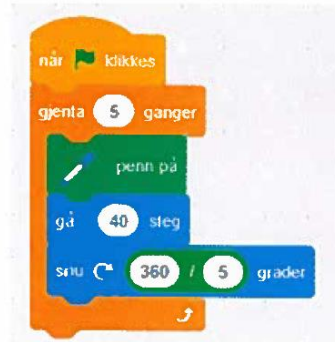 når klikkes
gjenta 5 ganger
penn på
gå 40 steg
snu 360 / 5 grader